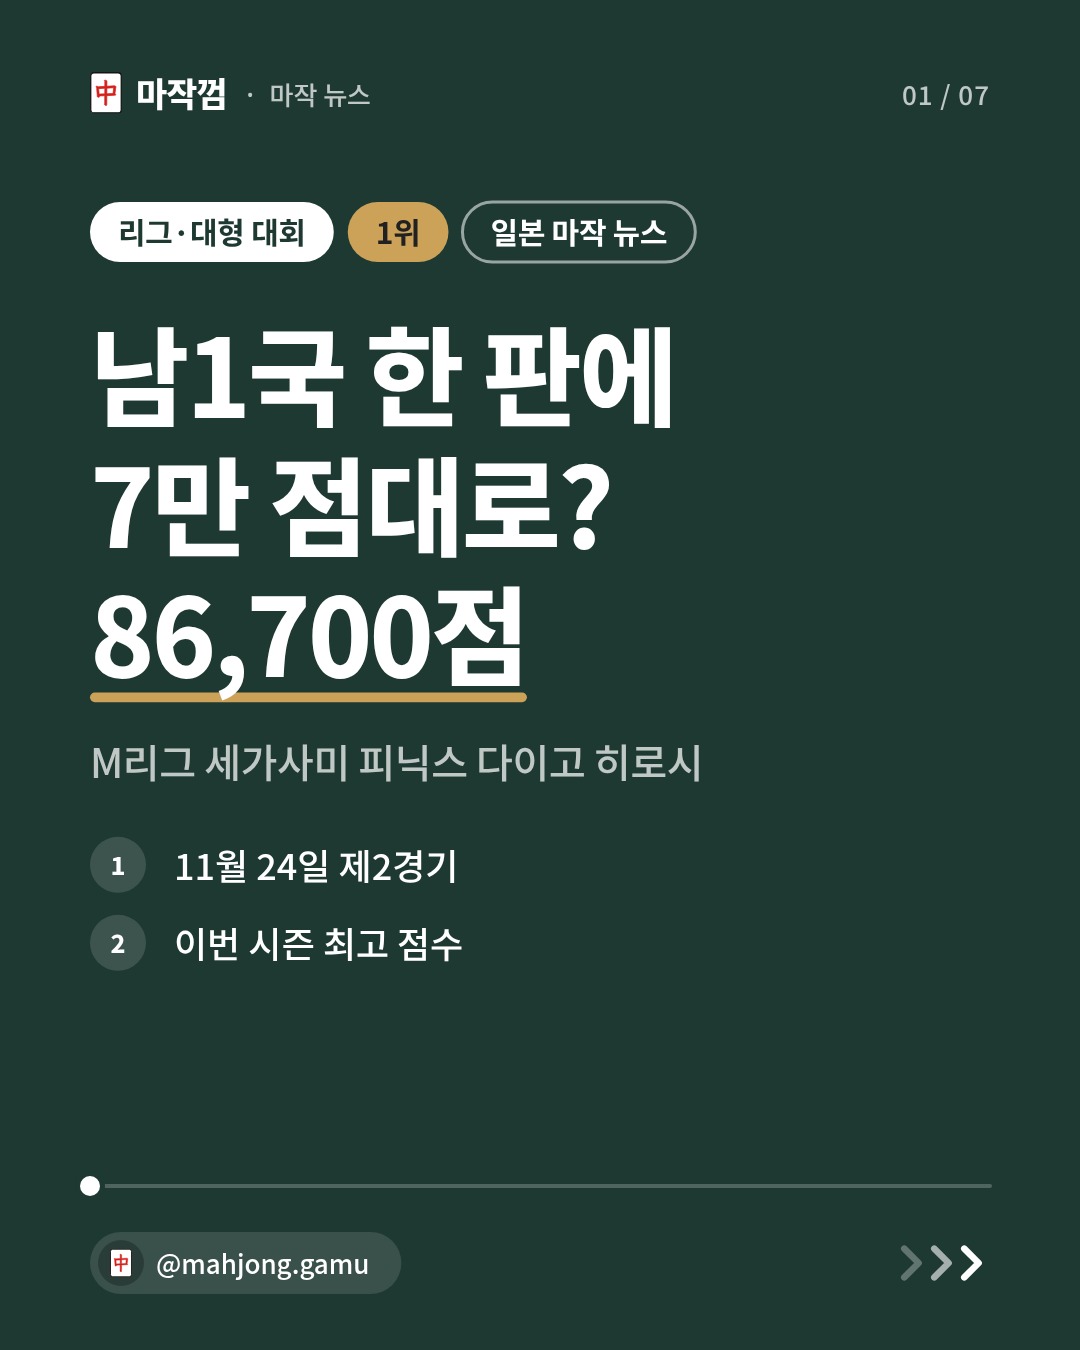 中 마작껌 · 마작 뉴스
01 / 07
리그·대형 대회
1위
일본 마작 뉴스
남1국 한 판에
7만 점대로?
86,700점
M리그 세가사미 피닉스 다이고 히로시
1 11월 24일 제2경기
2 이번 시즌 최고 점수
中 @mahjong.gamu